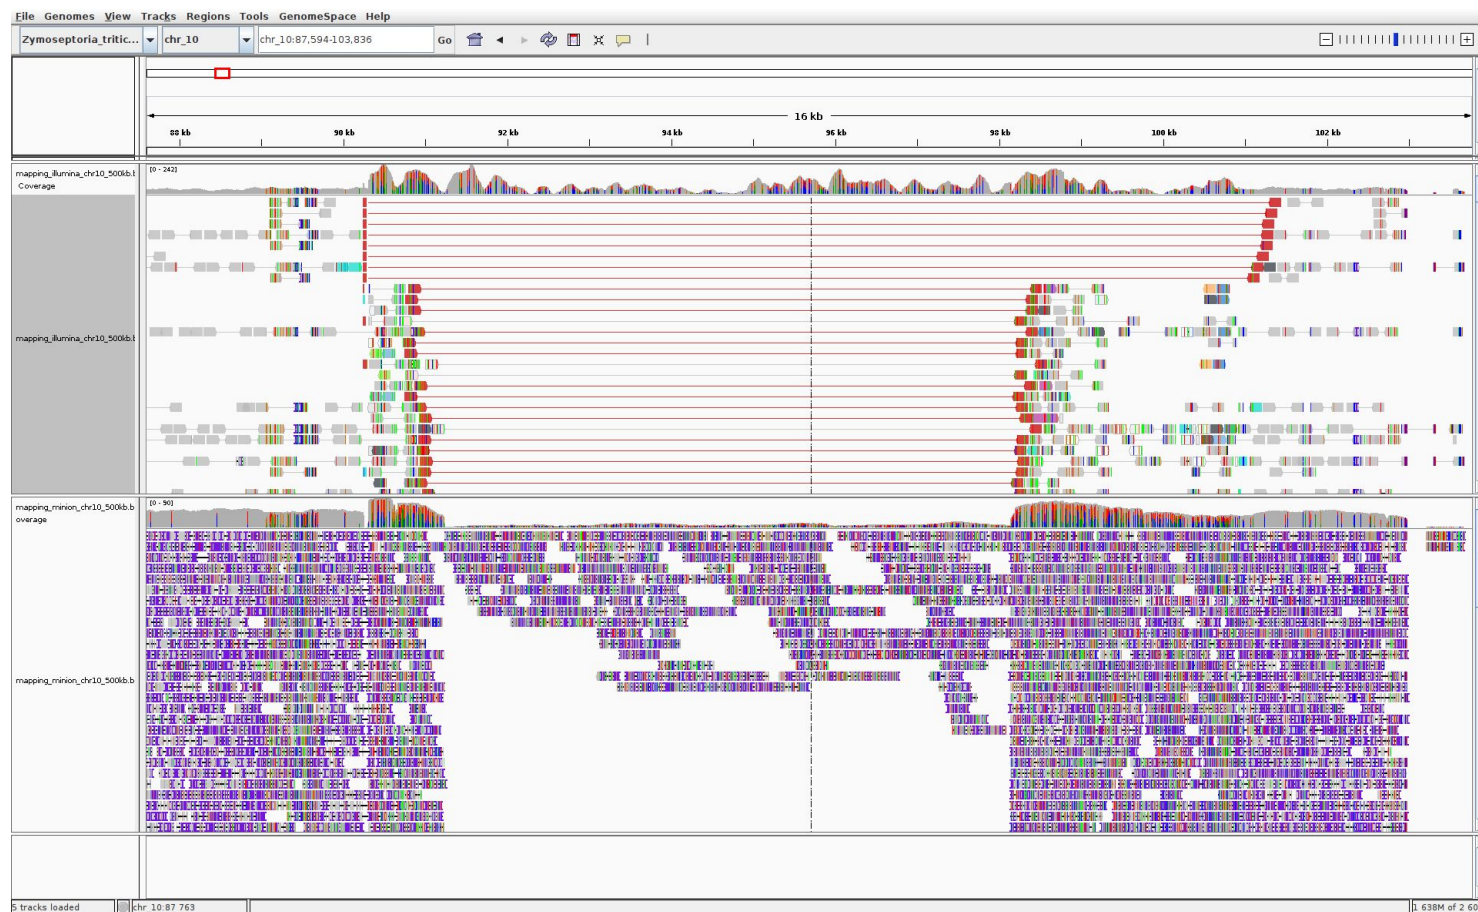 File Genomes View Tracks Regions Tools GenomeSpace Help
Zymoseptoria_tritic... chr_10 chr_10:87,594-103,836 Go
16 kb
88 kb 90 kb 92 kb 94 kb 96 kb 98 kb 100 kb 102 kb
mapping_illumina_chr10_500kb.b [0 - 242]
Coverage
mapping_illumina_chr10_500kb.b
mapping_minion_chr10_500kb.b [0 - 90]
overage
mapping_minion_chr10_500kb.b
5 tracks loaded chr_10:87 763 1 638M of 2 60